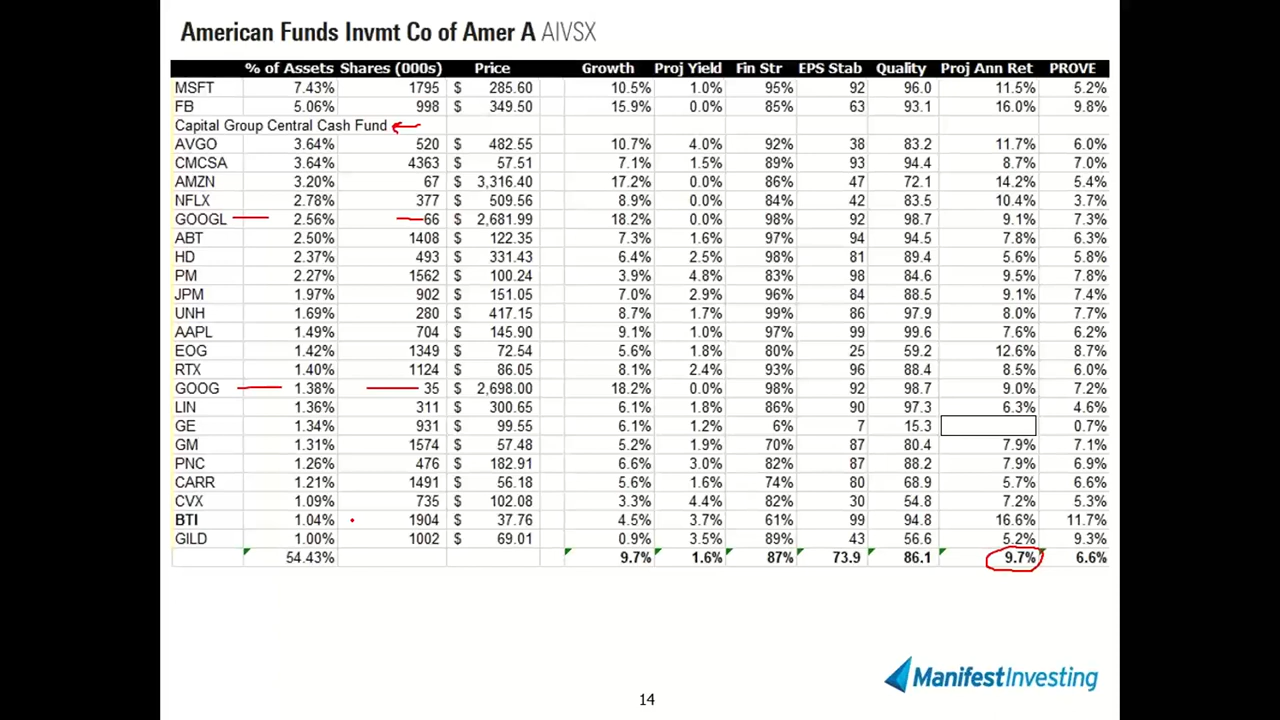 American Funds Invmt Co of Amer A AIVSX
% of Assets Shares (000s) Price Growth Proj Yield Fin Str EPS Stab Quality Proj Ann Ret PROVE
MSFT 7.43% 1795 $ 285.60 10.5% 1.0% 95% 92 96.0 11.5% 5.2%
FB 5.06% 998 $ 349.50 15.9% 0.0% 85% 63 93.1 16.0% 9.8%
Capital Group Central Cash Fund
AVGO 3.64% 520 $ 482.55 10.7% 4.0% 92% 38 83.2 11.7% 6.0%
CMCSA 3.64% 4363 $ 57.51 7.1% 1.5% 89% 93 94.4 8.7% 7.0%
AMZN 3.20% 67 $ 3,316.40 17.2% 0.0% 86% 47 72.1 14.2% 5.4%
NFLX 2.78% 377 $ 509.56 8.9% 0.0% 84% 42 83.5 10.4% 3.7%
GOOGL 2.56% 66 $ 2,681.99 18.2% 0.0% 98% 92 98.7 9.1% 7.3%
ABT 2.50% 1408 $ 122.35 7.3% 1.6% 97% 94 94.5 7.8% 6.3%
HD 2.37% 493 $ 331.43 6.4% 2.5% 98% 81 89.4 5.6% 5.8%
PM 2.27% 1562 $ 100.24 3.9% 4.8% 83% 98 84.6 9.5% 7.8%
JPM 1.97% 902 $ 151.05 7.0% 2.9% 96% 84 88.5 9.1% 7.4%
UNH 1.69% 280 $ 417.15 8.7% 1.7% 99% 86 97.9 8.0% 7.7%
AAPL 1.49% 704 $ 145.90 9.1% 1.0% 97% 99 99.6 7.6% 6.2%
EOG 1.42% 1349 $ 72.54 5.6% 1.8% 80% 25 59.2 12.6% 8.7%
RTX 1.40% 1124 $ 86.05 8.1% 2.4% 93% 96 88.4 8.5% 6.0%
GOOG 1.38% 35 $ 2,698.00 18.2% 0.0% 98% 92 98.7 9.0% 7.2%
LIN 1.36% 311 $ 300.65 6.1% 1.8% 86% 90 97.3 6.3% 4.6%
GE 1.34% 931 $ 99.55 6.1% 1.2% 6% 7 15.3 0.7%
GM 1.31% 1574 $ 57.48 5.2% 1.9% 70% 87 80.4 7.9% 7.1%
PNC 1.26% 476 $ 182.91 6.6% 3.0% 82% 87 88.2 7.9% 6.9%
CARR 1.21% 1491 $ 56.18 5.6% 1.6% 74% 80 68.9 5.7% 6.6%
CVX 1.09% 735 $ 102.08 3.3% 4.4% 82% 30 54.8 7.2% 5.3%
BTI 1.04% 1904 $ 37.76 4.5% 3.7% 61% 99 94.8 16.6% 11.7%
GILD 1.00% 1002 $ 69.01 0.9% 3.5% 89% 43 56.6 5.2% 9.3%
54.43% 9.7% 1.6% 87% 73.9 86.1 9.7% 6.6%
ManifestInvesting
14